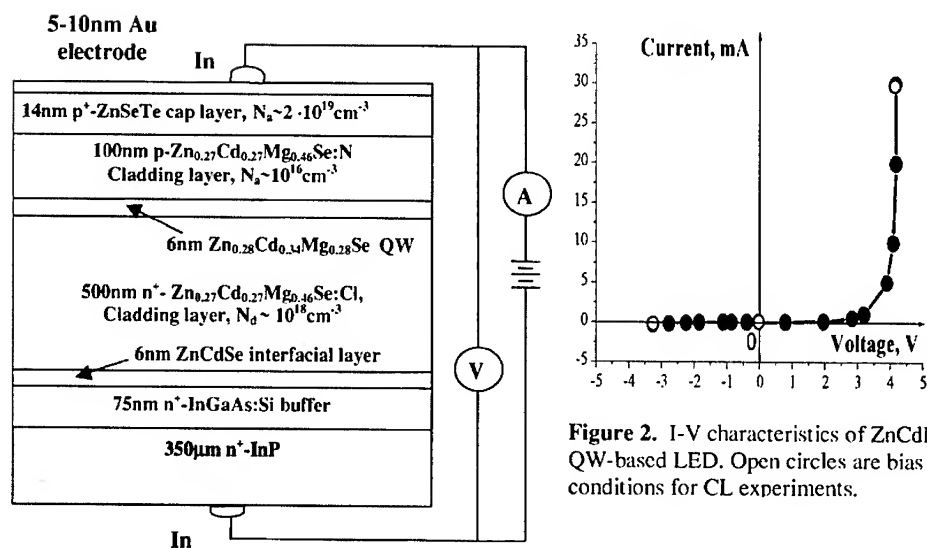 5-10nm Au
electrode
In
14nm p⁺-ZnSeTe cap layer, Nₐ~2 ·10¹⁹cm⁻³
100nm p-Zn₀.₂₇Cd₀.₂₇Mg₀.₄₆Se:N
Cladding layer, Nₐ~10¹⁶cm⁻³
6nm Zn₀.₂₈Cd₀.₃₄Mg₀.₂₈Se QW
500nm n⁺- Zn₀.₂₇Cd₀.₂₇Mg₀.₄₆Se:Cl,
Cladding layer, N_d~ 10¹⁸cm⁻³
6nm ZnCdSe interfacial layer
75nm n⁺-InGaAs:Si buffer
350μm n⁺-InP
In
A
V
Current, mA
35
30
25
20
15
10
5
0
-5
0
Voltage, V
-5 -4 -3 -2 -1 0 1 2 3 4 5
Figure 2. I-V characteristics of ZnCdI
QW-based LED. Open circles are bias
conditions for CL experiments.